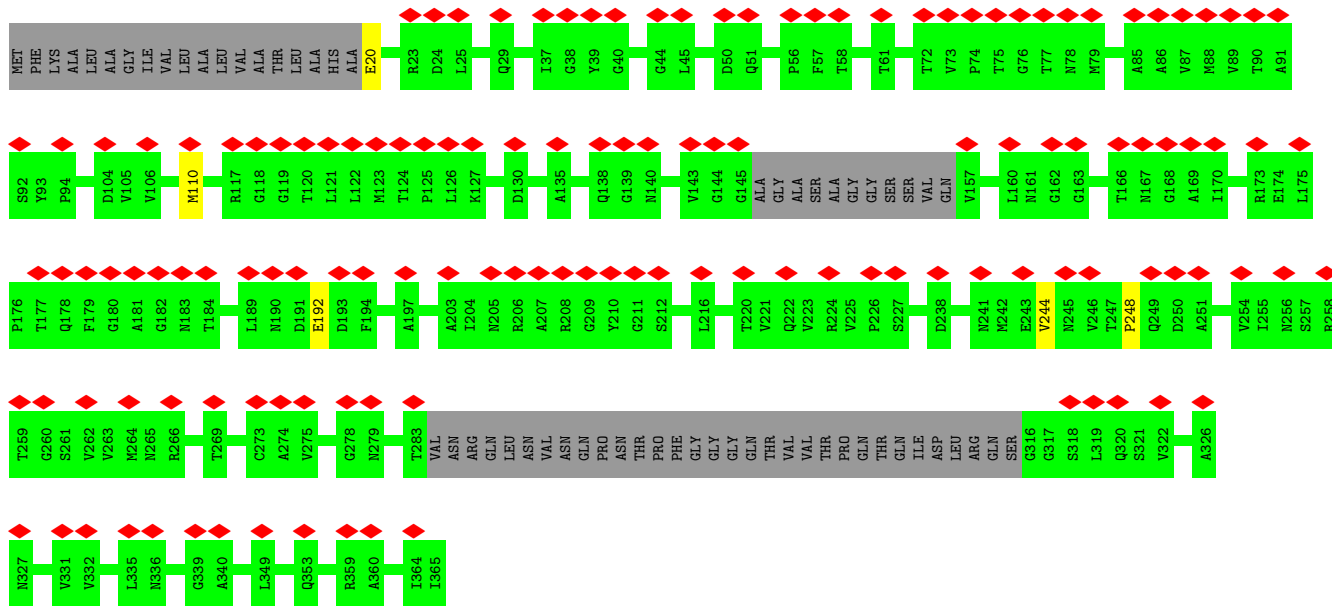 MET PHE LYS ALA LEU ALA GLY ILE VAL LEU ALA LEU VAL ALA THR LEU ALA HIS ALA E20 R23 D24 L25 Q29 I37 G38 Y39 G40 G44 L45 D50 Q51 P56 F57 T58 T61 T72 V73 P74 T75 G76 T77 N78 M79 A85 A86 V87 M88 V89 T90 A91
S92 Y93 P94 D104 V105 V106 M110 R117 G118 G119 T120 L121 L122 M123 T124 P125 L126 K127 D130 A135 Q138 G139 N140 V143 G144 G145 ALA GLY ALA SER ALA GLY GLY SER SER VAL GLN V157 L160 N161 G162 G163 T166 N167 G168 A169 I170 R173 E174 L175
P176 T177 Q178 F179 G180 A181 G182 N183 T184 L189 N190 D191 E192 D193 F194 A197 A203 I204 N205 R206 A207 R208 G209 Y210 G211 S212 L216 T220 V221 Q222 V223 R224 V225 P226 S227 D238 N241 M242 E243 V244 N245 V246 T247 P248 Q249 D250 A251 V254 I255 N256 S257 R258
T259 G260 S261 V262 V263 M264 N265 R266 T269 C273 A274 V275 G278 N279 T283 VAL ASN ARG GLN LEU ASN VAL ASN GLN PRO ASN THR PRO PHE GLY GLY GLY GLN THR VAL VAL THR PRO GLN THR GLN ILE ASP LEU ARG GLN SER G316 G317 S318 L319 Q320 S321 V322 A326
N327 V331 V332 L335 N336 G339 A340 L349 Q353 R359 A360 I364 I365